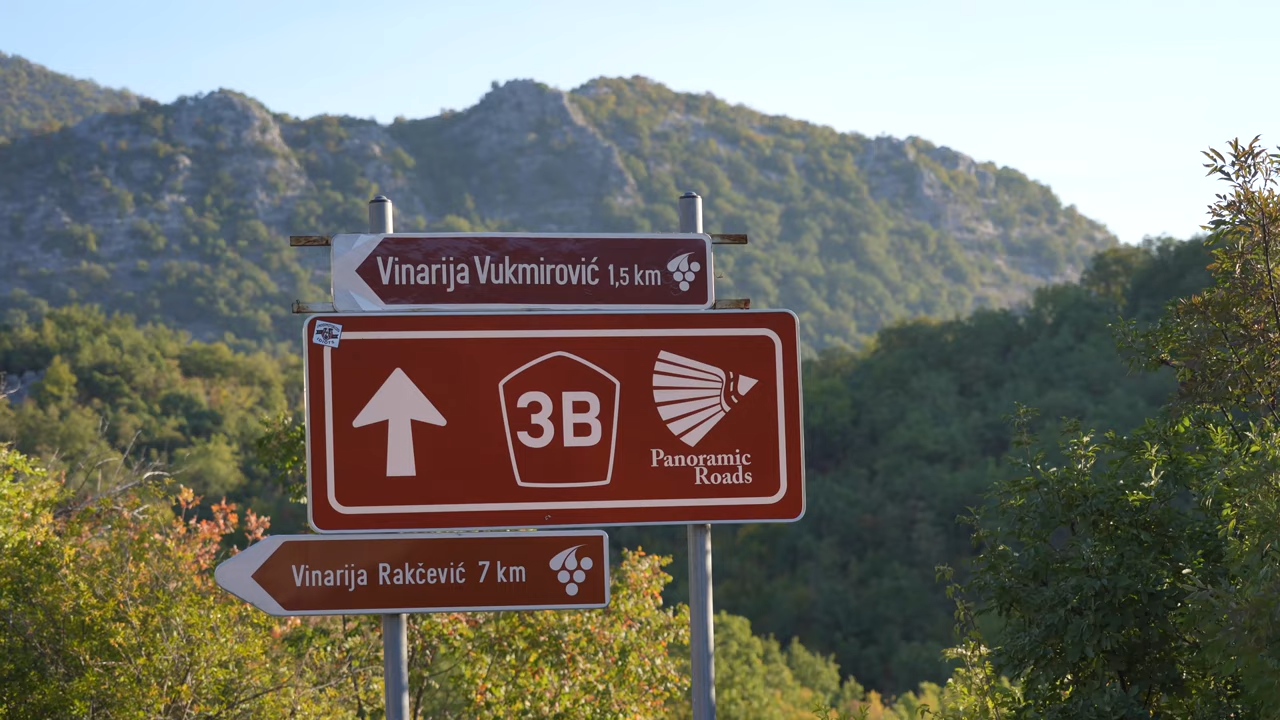 Vinarija Vukmirović 1,5 km
3B
Panoramic
Roads
Vinarija Rakčević 7 km